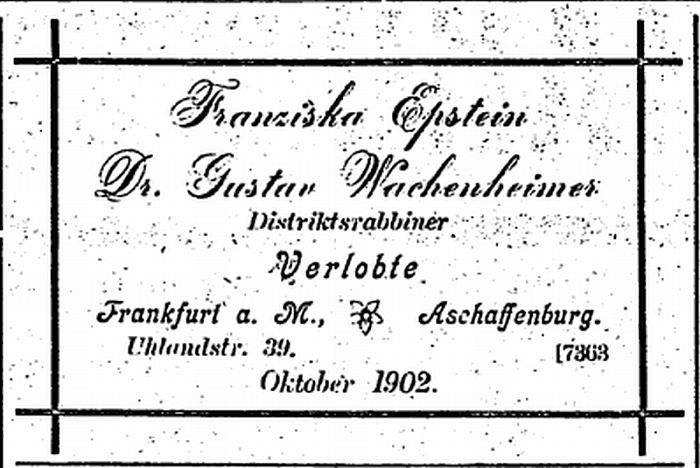 Franziska Epstein
Dr. Gustav Wachenheimer
Distriktsrabbiner
Verlobte
Frankfurt a. M., Aschaffenburg.
Uhlandstr. 39. [7363
Oktober 1902.